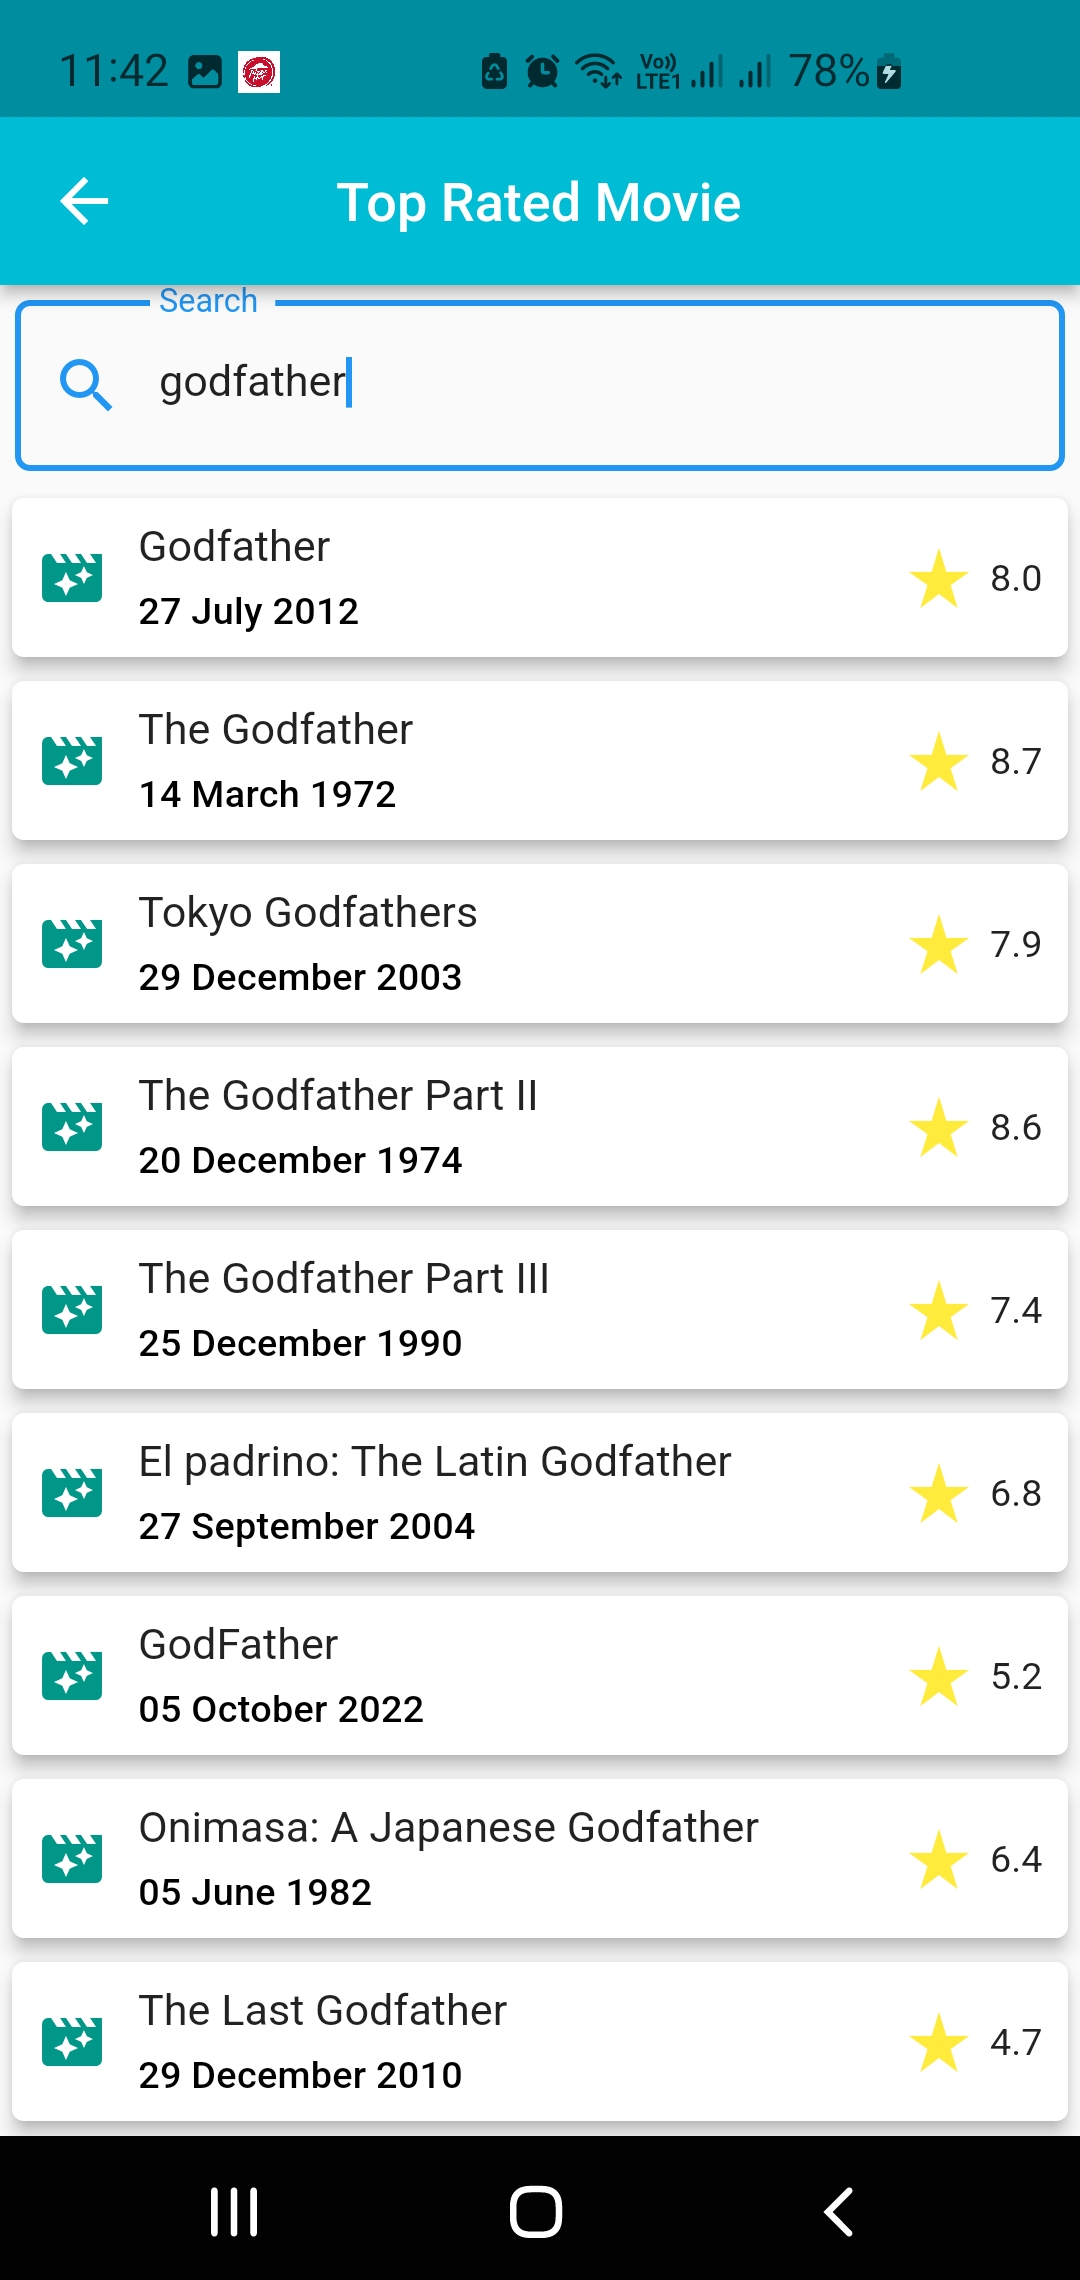 11:42 Vo)) LTE1 78%
Top Rated Movie
Search
godfather
Godfather
27 July 2012
8.0
The Godfather
14 March 1972
8.7
Tokyo Godfathers
29 December 2003
7.9
The Godfather Part II
20 December 1974
8.6
The Godfather Part III
25 December 1990
7.4
El padrino: The Latin Godfather
27 September 2004
6.8
GodFather
05 October 2022
5.2
Onimasa: A Japanese Godfather
05 June 1982
6.4
The Last Godfather
29 December 2010
4.7